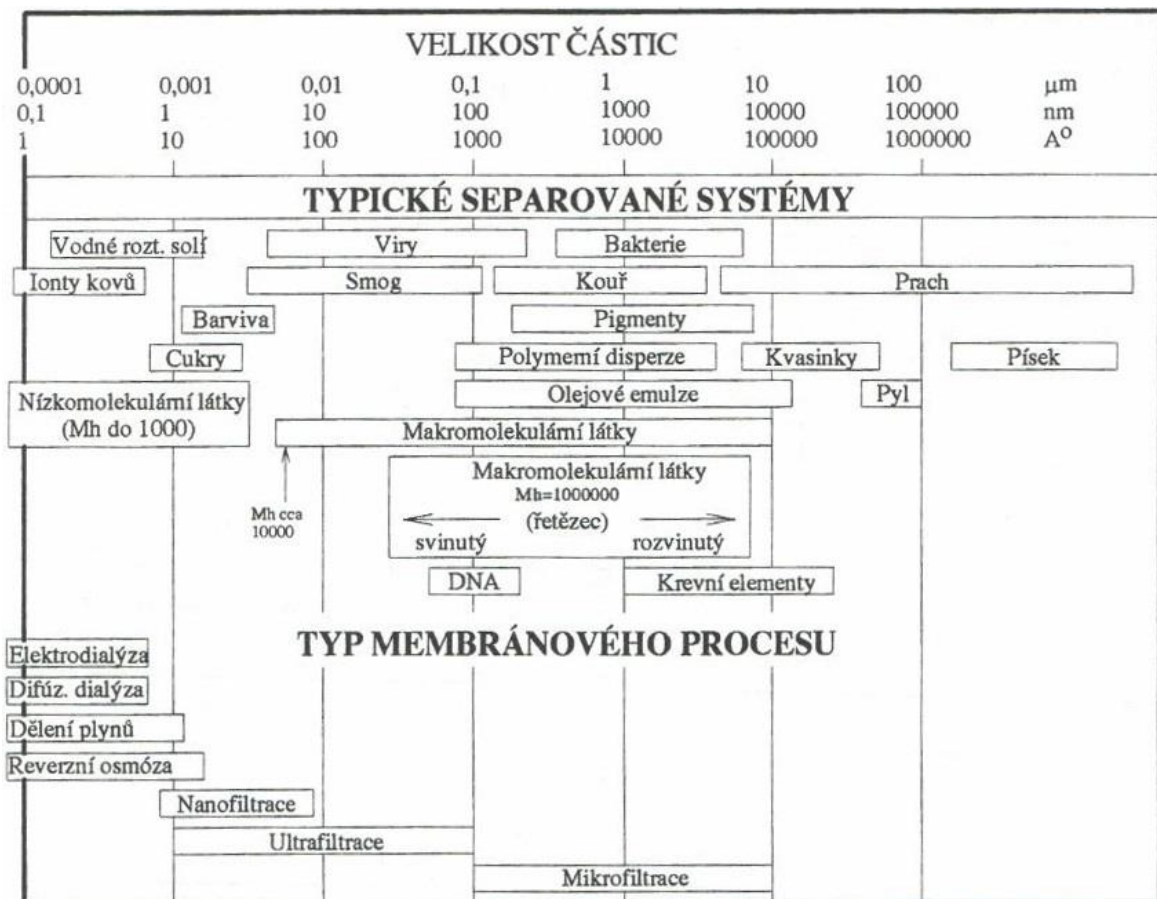 VELIKOST ČÁSTIC
0,0001 0,001 0,01 0,1 1 10 100 μm
0,1 1 10 100 1000 10000 100000 nm
1 10 100 1000 10000 100000 1000000 Aº
TYPICKÉ SEPAROVANÉ SYSTÉMY
Vodné rozt. solí Viry Bakterie
Ionty kovů Smog Kouř Prach
Barviva Pigmenty
Cukry Polymerní disperze Kvasinky Písek
Nízkomolekulární látky
(Mh do 1000)
Olejové emulze Pyl
Makromolekulární látky
Makromolekulární látky
Mh=1000000
(řetězec)
svinutý rozvinutý
Mh cca
10000
DNA Krevní elementy
TYP MEMBRÁNOVÉHO PROCESU
Elektrodialýza
Difúz. dialýza
Dělení plynů
Reverzní osmóza
Nanofiltrace
Ultrafiltrace
Mikrofiltrace